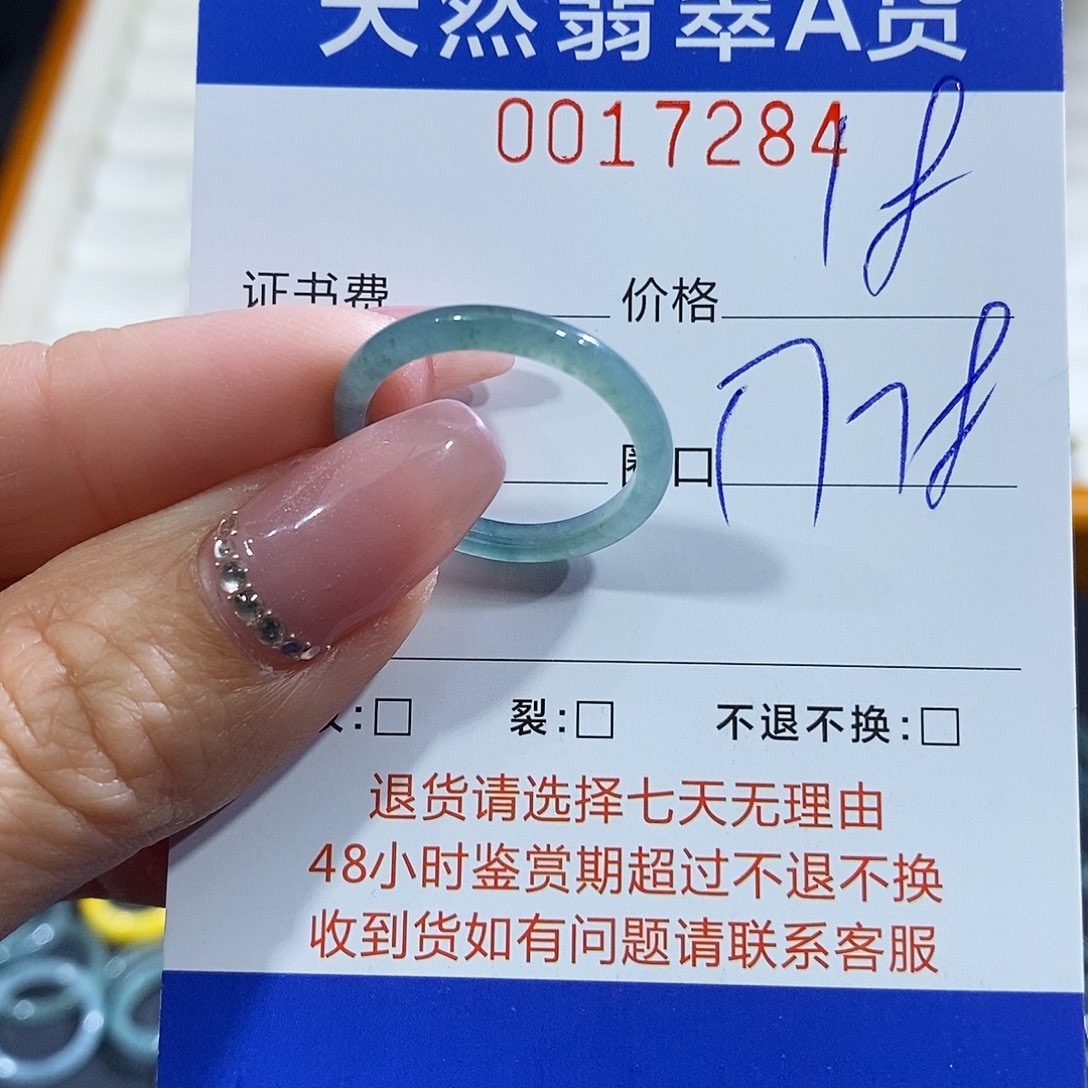 天然翡翠A货
0017284
证书费 价格
圈口
裂:□ 不退不换:□
退货请选择七天无理由
48小时鉴赏期超过不退不换
收到货如有问题请联系客服